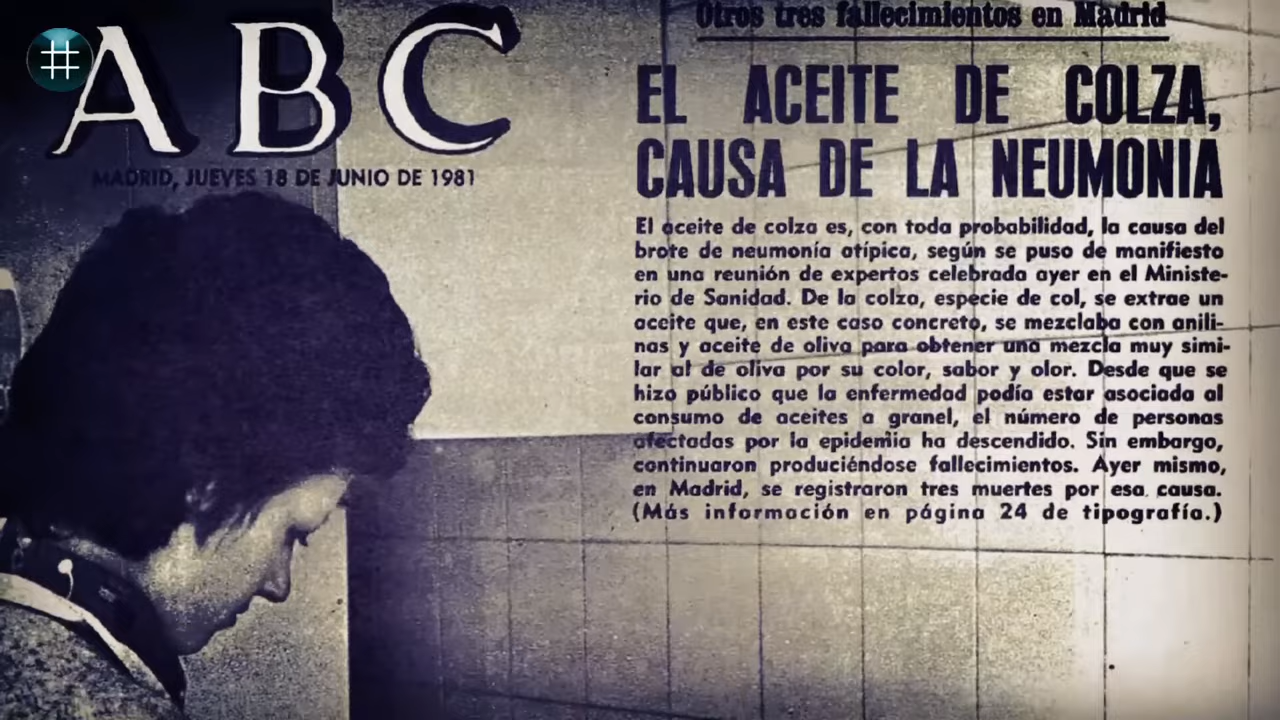 #
ABC
MADRID, JUEVES 18 DE JUNIO DE 1981
Otros tres fallecimientos en Madrid
EL ACEITE DE COLZA,
CAUSA DE LA NEUMONIA
El aceite de colza es, con toda probabilidad, la causa del
brote de neumonía atípica, según se puso de manifiesto
en una reunión de expertos celebrada ayer en el Ministe-
rio de Sanidad. De la colza, especie de col, se extrae un
aceite que, en este caso concreto, se mezclaba con anili-
nas y aceite de oliva para obtener una mezcla muy simi-
lar al de oliva por su color, sabor y olor. Desde que se
hizo público que la enfermedad podía estar asociada al
consumo de aceites a granel, el número de personas
afectadas por la epidemia ha descendido. Sin embargo,
continuaron produciéndose fallecimientos. Ayer mismo,
en Madrid, se registraron tres muertes por esa causa.
(Más información en página 24 de tipografía.)